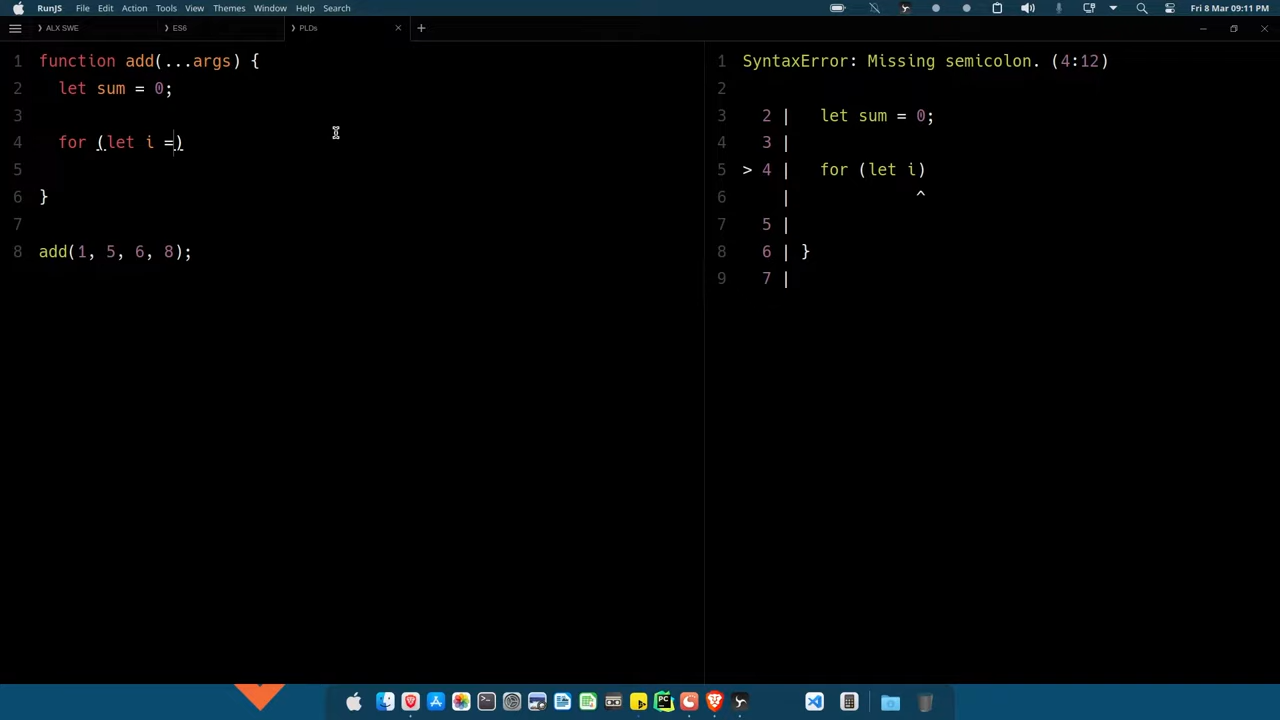 RunJS File Edit Action Tools View Themes Window Help Search Fri 8 Mar 09:11 PM
ALX SWE ES6 PLDs
1 function add(...args) { 
2 let sum = 0;
3
4 for (let i =)
5
6 }
7
8 add(1, 5, 6, 8);
1 SyntaxError: Missing semicolon. (4:12)
2
3 2 | let sum = 0;
4 3 |
5 > 4 | for (let i)
6 | ^
7 5 |
8 6 | }
9 7 |